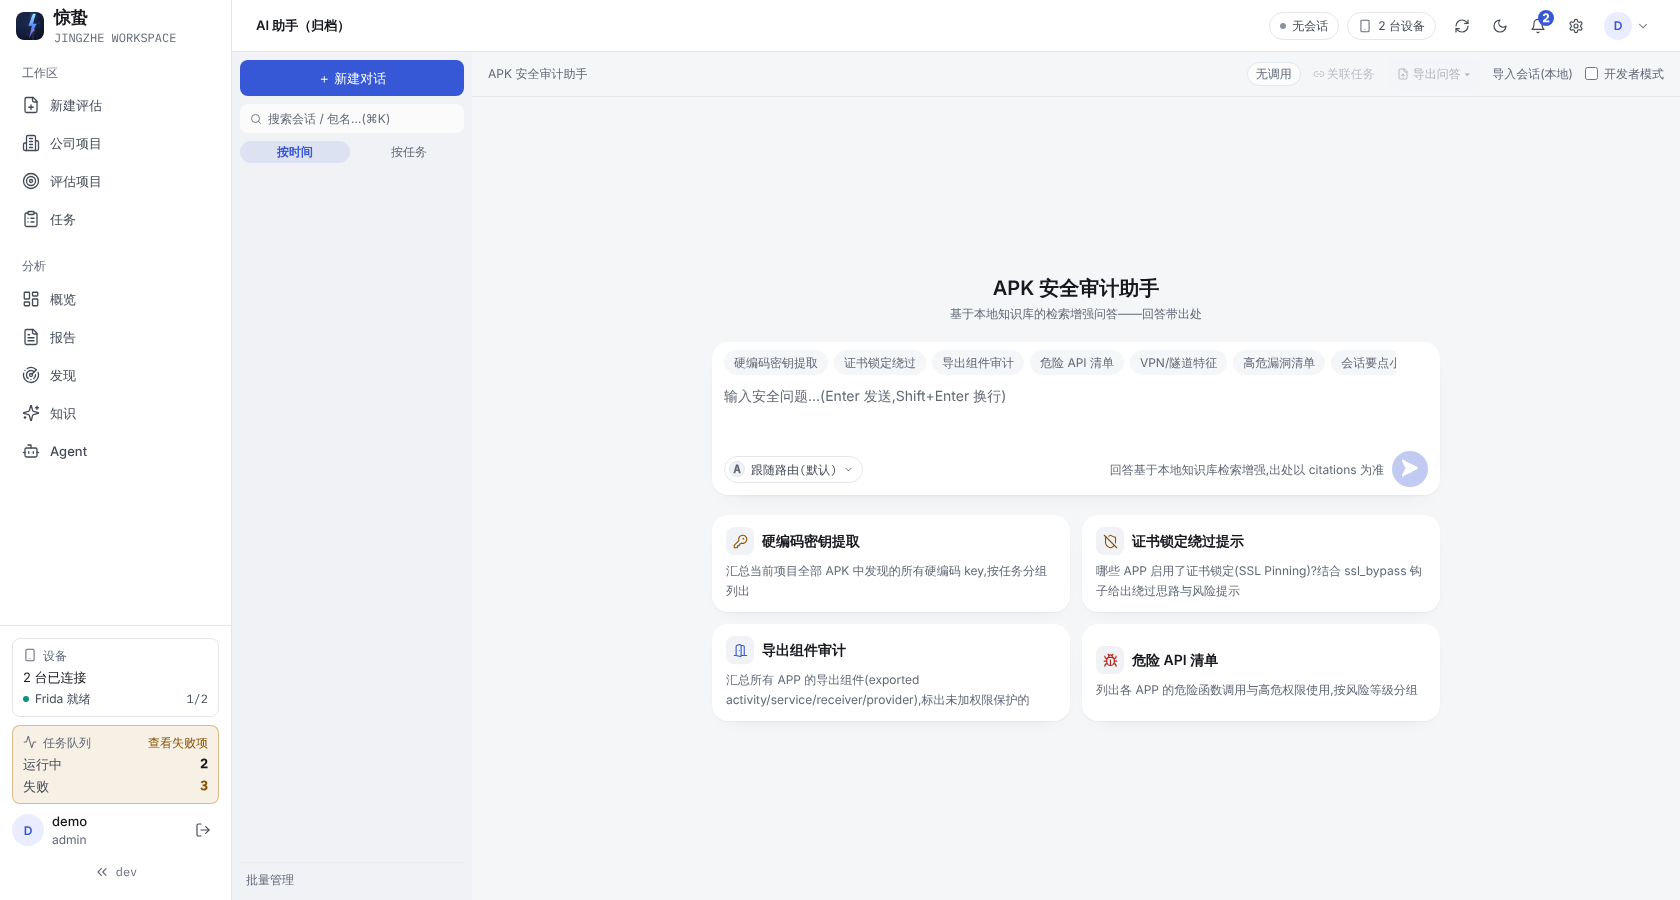 惊蛰
JINGZHE WORKSPACE
工作区
新建评估
公司项目
评估项目
任务
分析
概览
报告
发现
知识
Agent
设备
2 台已连接
Frida 就绪 1/2
任务队列 查看失败项
运行中 2
失败 3
D
demo
admin
dev
AI 助手（归档）
无会话
2 台设备
2
D
+ 新建对话
搜索会话 / 包名...(⌘K)
按时间 按任务
批量管理
APK 安全审计助手
无调用
关联任务
导出问答
导入会话(本地)
开发者模式
APK 安全审计助手
基于本地知识库的检索增强问答——回答带出处
硬编码密钥提取 证书锁定绕过 导出组件审计 危险 API 清单 VPN/隧道特征 高危漏洞清单 会话要点小
输入安全问题...(Enter 发送,Shift+Enter 换行)
A 跟随路由(默认)
回答基于本地知识库检索增强,出处以 citations 为准
硬编码密钥提取
汇总当前项目全部 APK 中发现的所有硬编码 key,按任务分组
列出
证书锁定绕过提示
哪些 APP 启用了证书锁定(SSL Pinning)?结合 ssl_bypass 钩
子给出绕过思路与风险提示
导出组件审计
汇总所有 APP 的导出组件(exported
activity/service/receiver/provider),标出未加权限保护的
危险 API 清单
列出各 APP 的危险函数调用与高危权限使用,按风险等级分组